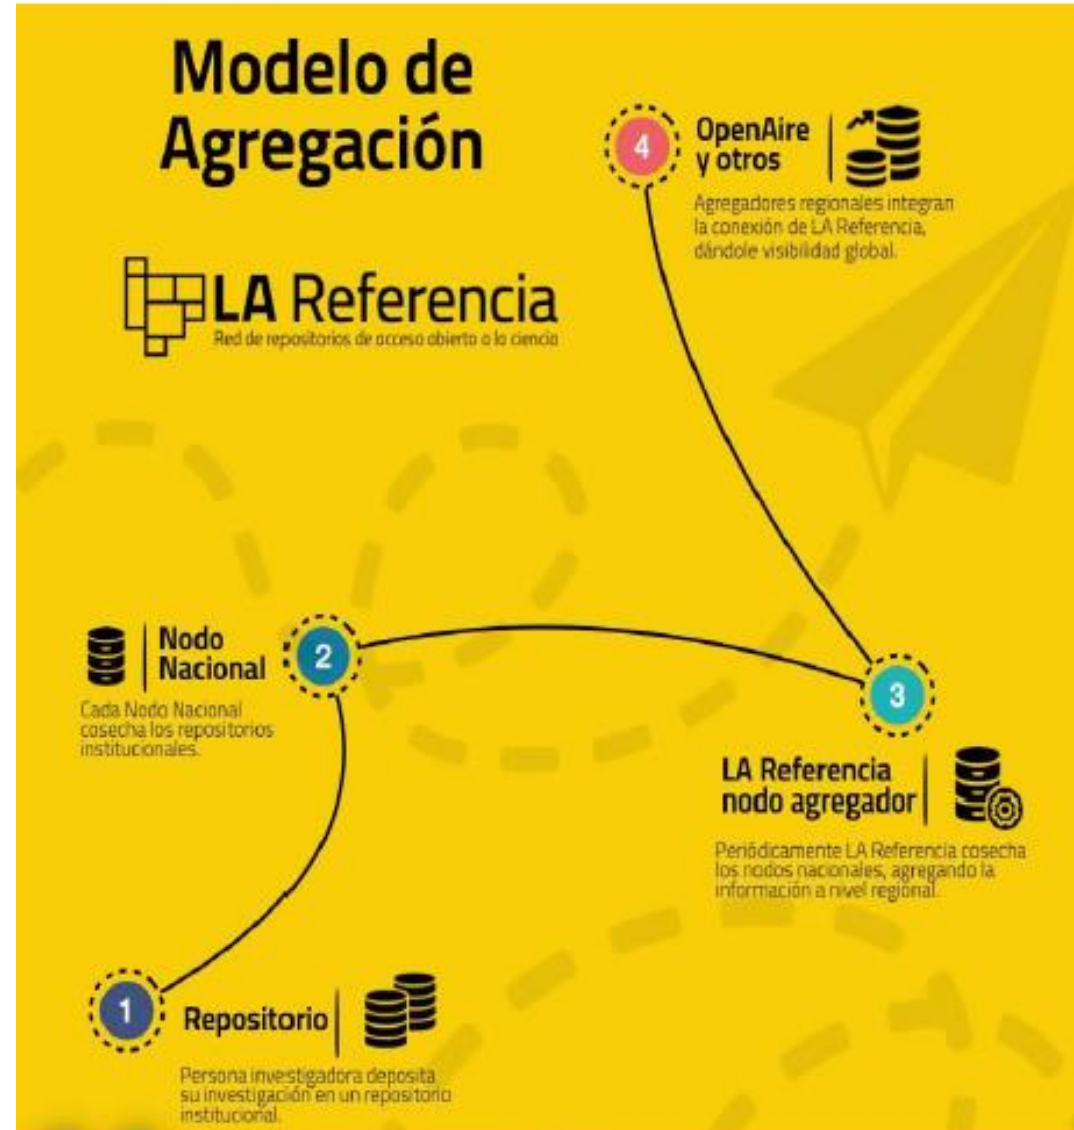 Modelo de
Agregación
LA Referencia
Red de repositorios de acceso abierto a la ciencia
4
OpenAire
y otros
Agregadores regionales integran
la conexión de LA Referencia,
dándole visibilidad global.
Nodo
Nacional
2
Cada Nodo Nacional
cosecha los repositorios
institucionales.
3
LA Referencia
nodo agregador
Periódicamente LA Referencia cosecha
los nodos nacionales, agregando la
información a nivel regional.
1
Repositorio
Persona investigadora deposita
su investigación en un repositorio
institucional.